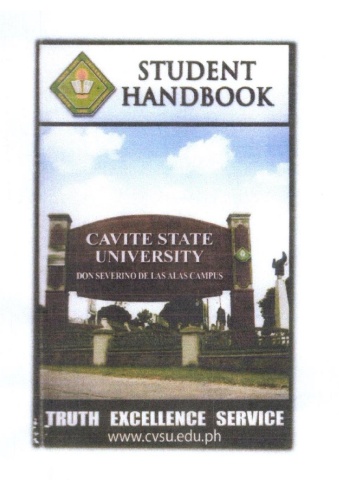 STUDENT
HANDBOOK
CAVITE STATE
UNIVERSITY
DON SEVERINO DE LAS ALAS CAMPUS
TRUTH EXCELLENCE SERVICE
www.cvsu.edu.ph